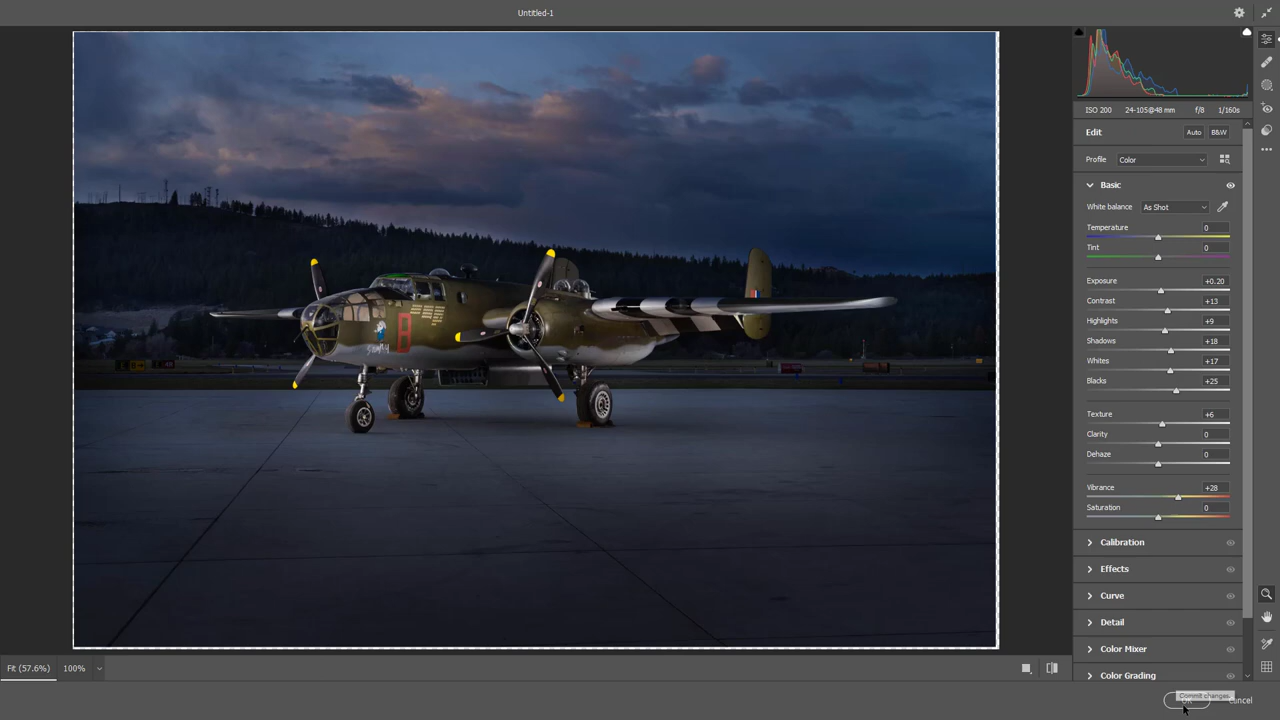 Untitled-1
ISO 200 24-105@48 mm f/8 1/160s
Edit Auto B&W
Profile Color
Basic
White balance As Shot
Temperature 0
Tint 0
Exposure +0.20
Contrast +13
Highlights +9
Shadows +18
Whites +17
Blacks +25
Texture +6
Clarity 0
Dehaze 0
Vibrance +28
Saturation 0
Calibration
Effects
Curve
Detail
Color Mixer
Color Grading
Fit (57.6%) 100%
Commit changes.
OK Cancel
B